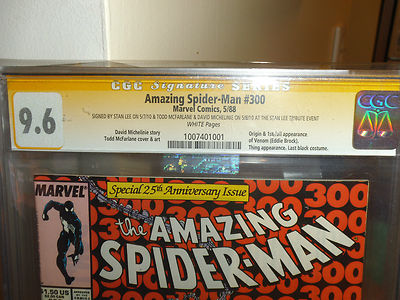 CGC Signature SERIES
Amazing Spider-Man #300
Marvel Comics, 5/88
SIGNED BY STAN LEE ON 5/7/10 & TODD MCFARLANE & DAVID MICHELINIE ON 5/8/10 AT THE STAN LEE TRIBUTE EVENT
WHITE Pages
9.6
David Michelinie story
Todd McFarlane cover & art
1007401001
Origin & 1st full appearance
of Venom (Eddie Brock).
Thing appearance. Last black costume.
CGC
MARVEL
Special 25th Anniversary Issue
300
the AMAZING
SPIDER-MAN
$1.50 US